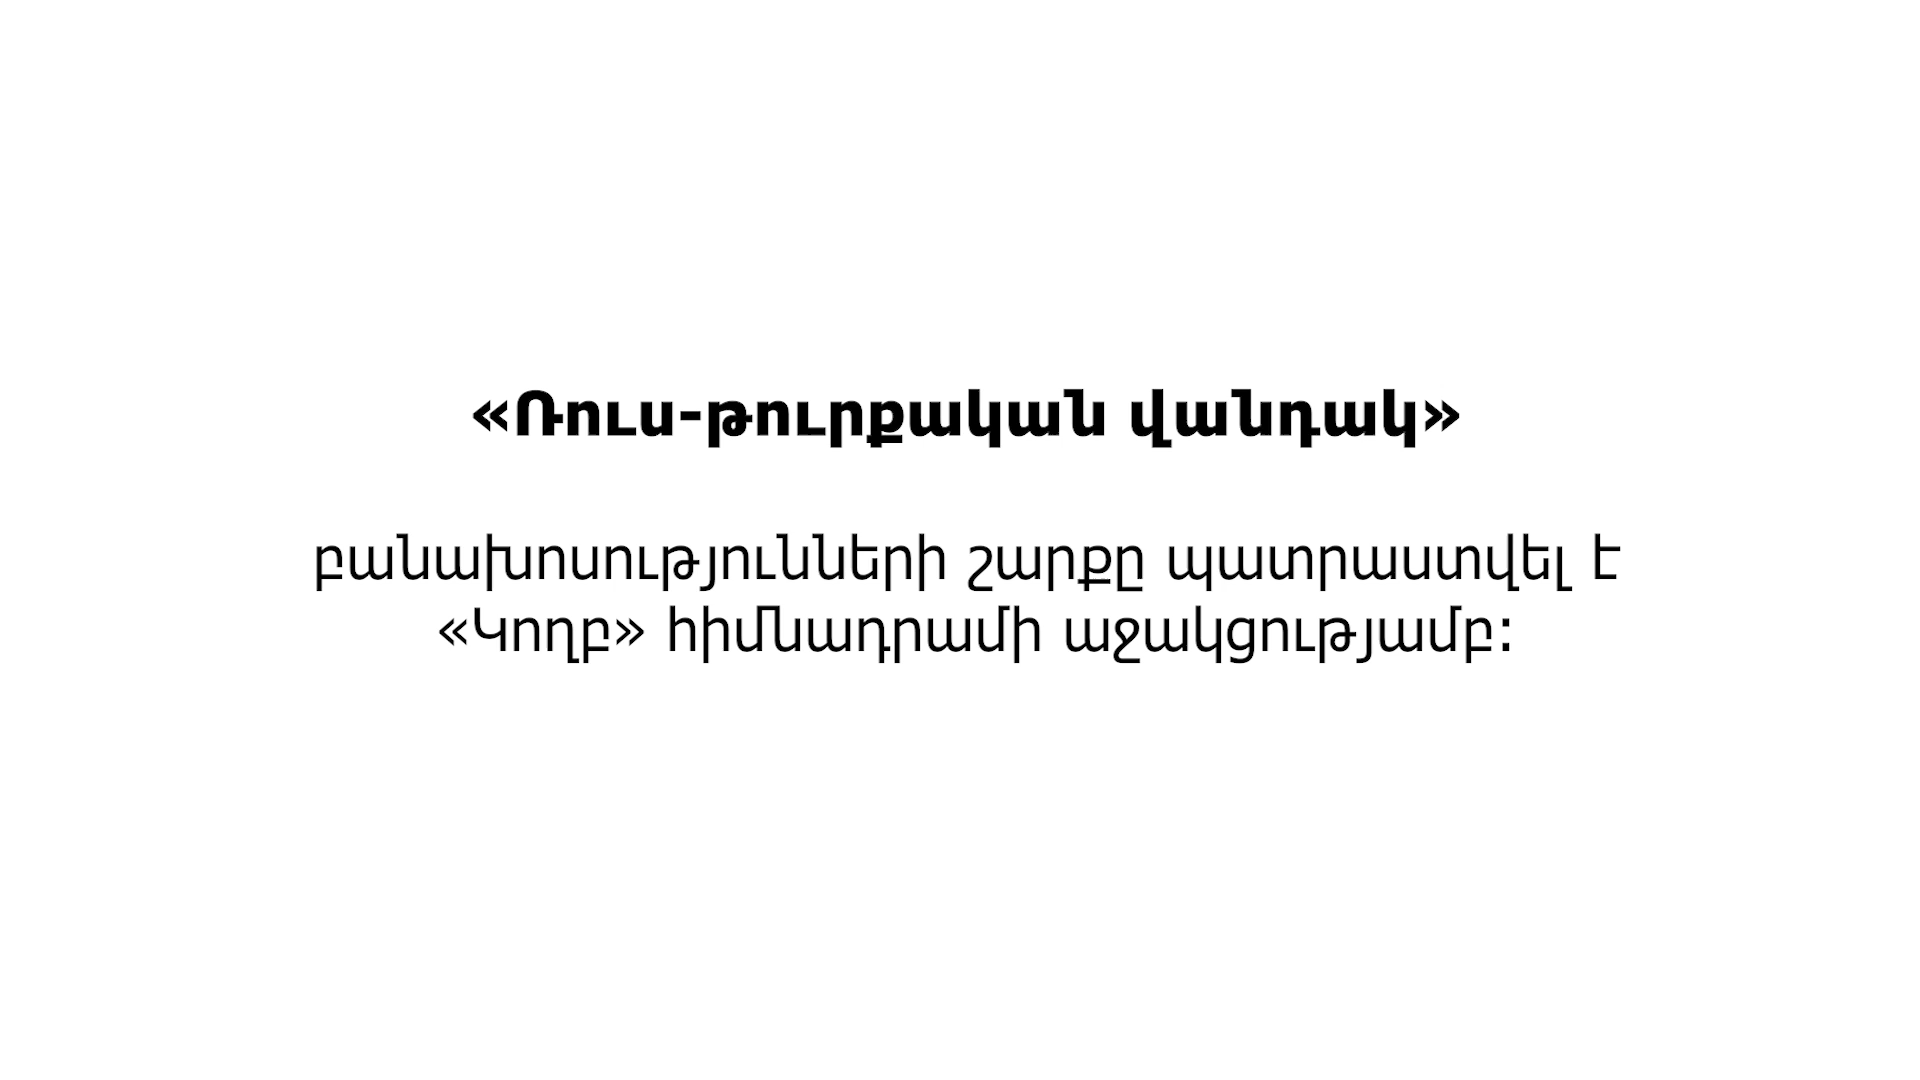 «Ռուս-թուրքական վանդակ»
բանախոսությունների շարքը պատրաստվել է
«Կողբ» հիմնադրամի աջակցությամբ: